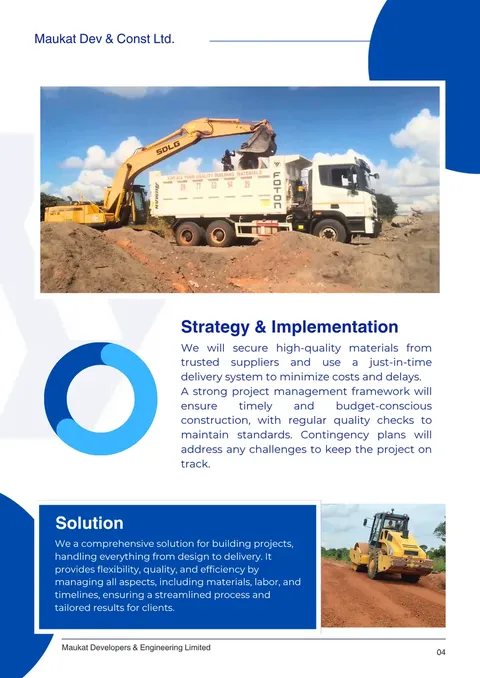 Maukat Dev & Const Ltd.
SDLG
FOTON
Strategy & Implementation
We will secure high-quality materials from
trusted suppliers and use a just-in-time
delivery system to minimize costs and delays.
A strong project management framework will
ensure timely and budget-conscious
construction, with regular quality checks to
maintain standards. Contingency plans will
address any challenges to keep the project on
track.
Solution
We a comprehensive solution for building projects,
handling everything from design to delivery. It
provides flexibility, quality, and efficiency by
managing all aspects, including materials, labor, and
timelines, ensuring a streamlined process and
tailored results for clients.
Maukat Developers & Engineering Limited
04